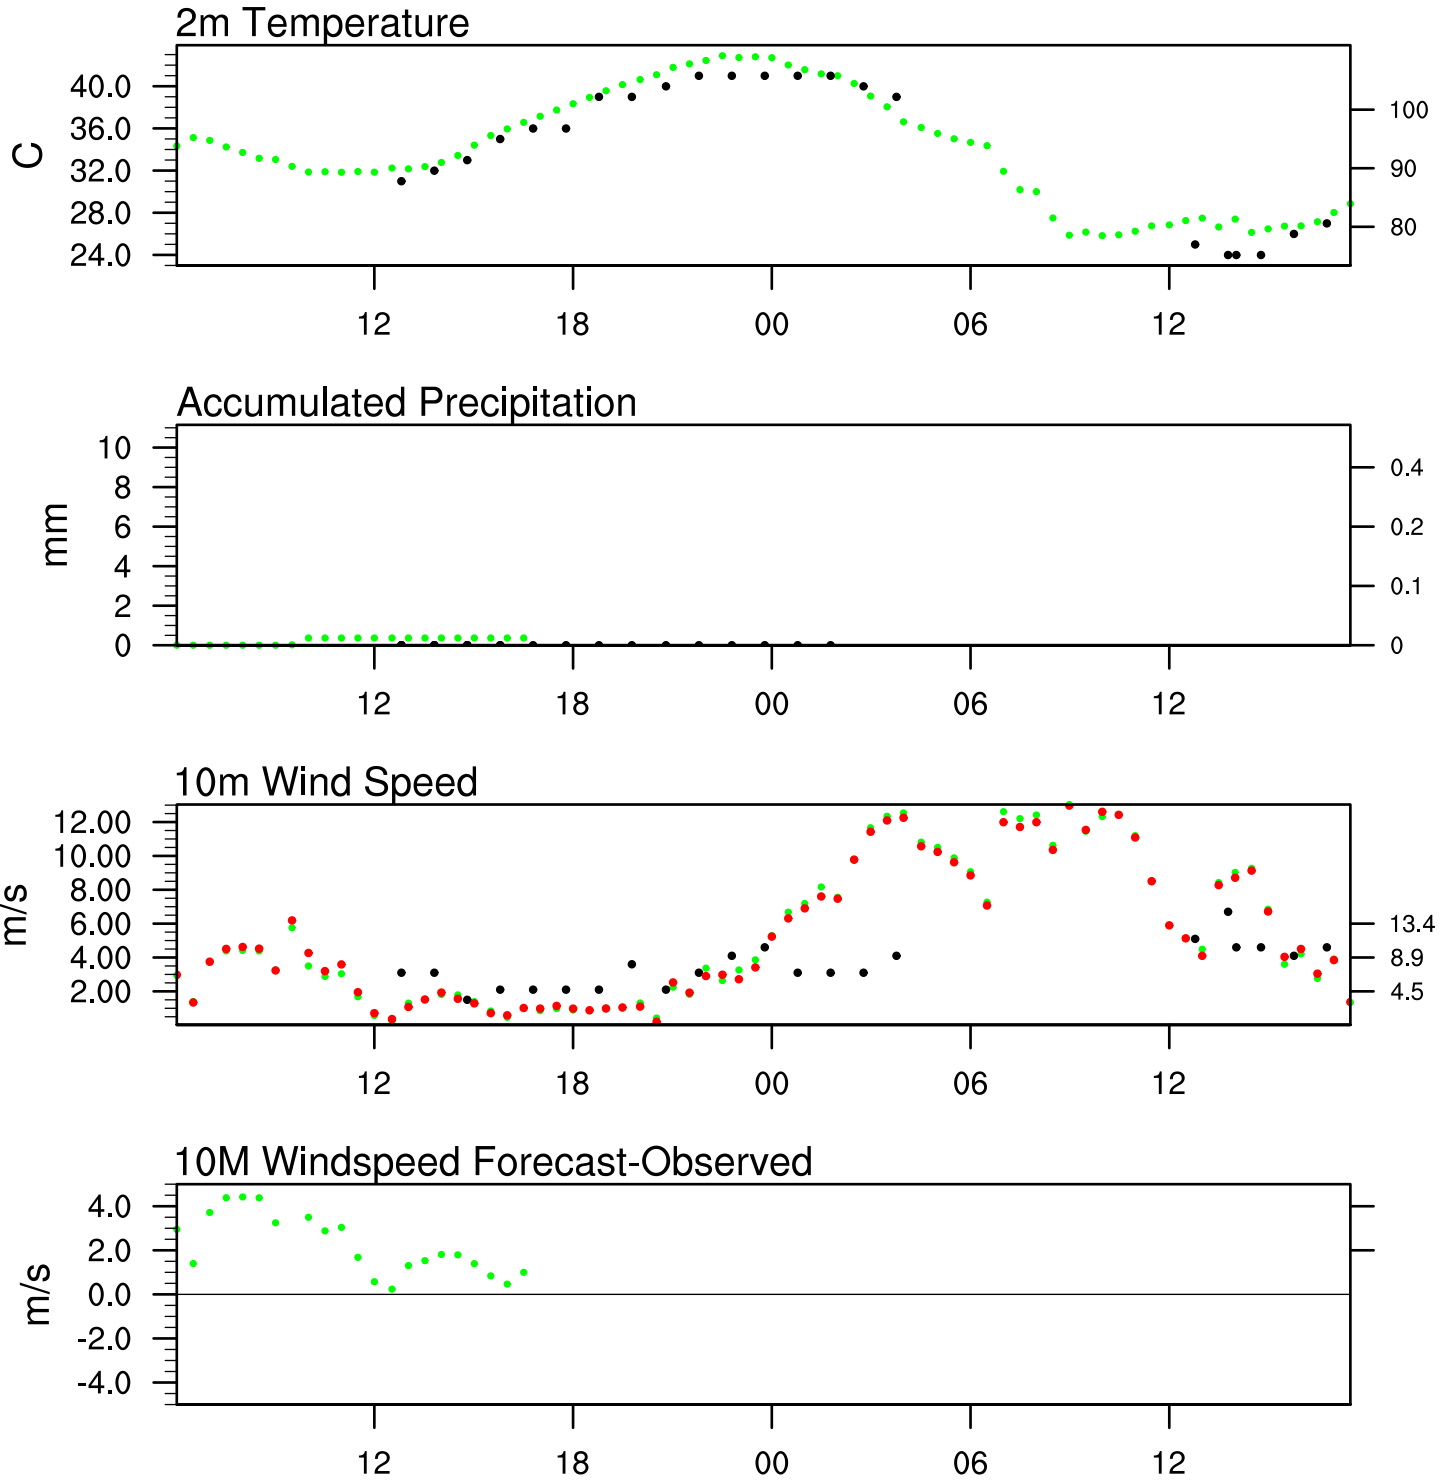 2m Temperature
C
40.0
36.0
32.0
28.0
24.0
100
90
80
12 18 00 06 12
Accumulated Precipitation
mm
10
8
6
4
2
0
0.4
0.2
0.1
0
12 18 00 06 12
10m Wind Speed
m/s
12.00
10.00
8.00
6.00
4.00
2.00
13.4
8.9
4.5
12 18 00 06 12
10M Windspeed Forecast-Observed
m/s
4.0
2.0
0.0
-2.0
-4.0
12 18 00 06 12